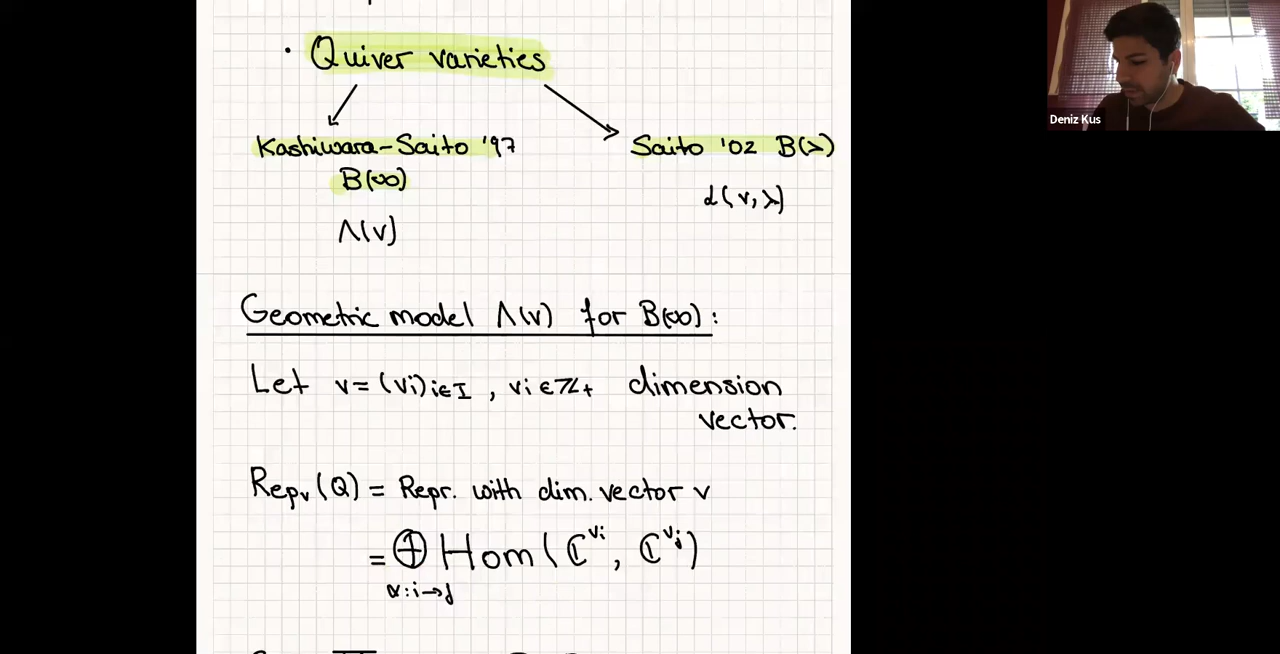 • Quiver varieties
Kashiwara-Saito '97
Saito '02 B(λ)
B(∞)
L(v,λ)
Λ(v)
Geometric model Λ(v) for B(∞):
Let v=(vi)i∈I , vi∈ℤ+ dimension
vector.
Repv(Q) = Repr. with dim. vector v
= ⊕ Hom(ℂ^vi, ℂ^vj)
α:i→j
Deniz Kus